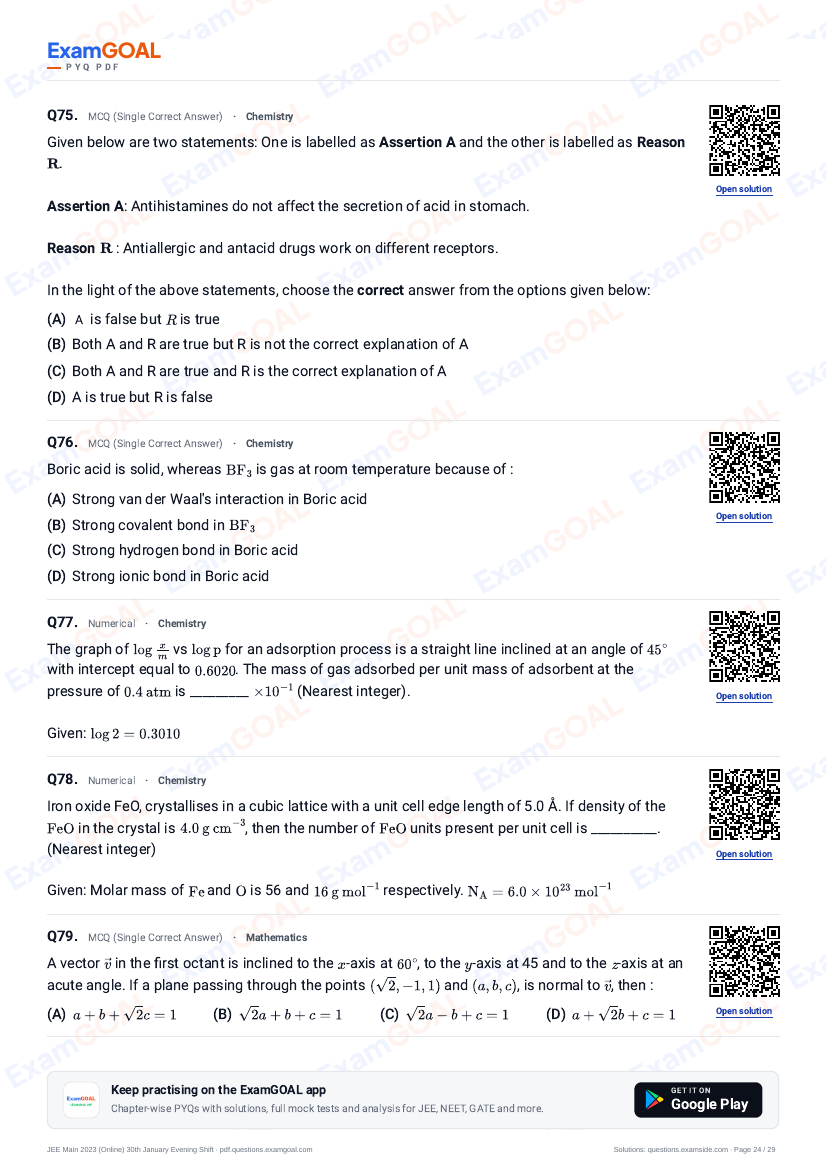 ExamGOAL
PYQ PDF
Q75. MCQ (Single Correct Answer) · Chemistry
Given below are two statements: One is labelled as Assertion A and the other is labelled as Reason
R.
Open solution
Assertion A: Antihistamines do not affect the secretion of acid in stomach.
Reason R : Antiallergic and antacid drugs work on different receptors.
In the light of the above statements, choose the correct answer from the options given below:
(A) A is false but R is true
(B) Both A and R are true but R is not the correct explanation of A
(C) Both A and R are true and R is the correct explanation of A
(D) A is true but R is false
Q76. MCQ (Single Correct Answer) · Chemistry
Boric acid is solid, whereas BF₃ is gas at room temperature because of :
(A) Strong van der Waal's interaction in Boric acid
Open solution
(B) Strong covalent bond in BF₃
(C) Strong hydrogen bond in Boric acid
(D) Strong ionic bond in Boric acid
Q77. Numerical · Chemistry
The graph of log x/m vs log p for an adsorption process is a straight line inclined at an angle of 45°
with intercept equal to 0.6020. The mass of gas adsorbed per unit mass of adsorbent at the
pressure of 0.4 atm is _________ ×10⁻¹ (Nearest integer).
Open solution
Given: log 2 = 0.3010
Q78. Numerical · Chemistry
Iron oxide FeO, crystallises in a cubic lattice with a unit cell edge length of 5.0 Å. If density of the
FeO in the crystal is 4.0 g cm⁻³, then the number of FeO units present per unit cell is __________.
(Nearest integer)
Open solution
Given: Molar mass of Fe and O is 56 and 16 g mol⁻¹ respectively. N_A = 6.0 × 10²³ mol⁻¹
Q79. MCQ (Single Correct Answer) · Mathematics
A vector v⃗ in the first octant is inclined to the x-axis at 60°, to the y-axis at 45 and to the z-axis at an
acute angle. If a plane passing through the points (√2, −1, 1) and (a, b, c), is normal to v⃗, then :
(A) a + b + √2c = 1 (B) √2a + b + c = 1 (C) √2a − b + c = 1 (D) a + √2b + c = 1
Open solution
Keep practising on the ExamGOAL app
Chapter-wise PYQs with solutions, full mock tests and analysis for JEE, NEET, GATE and more.
GET IT ON
Google Play
JEE Main 2023 (Online) 30th January Evening Shift · pdf.questions.examgoal.com
Solutions: questions.examside.com · Page 24 / 29